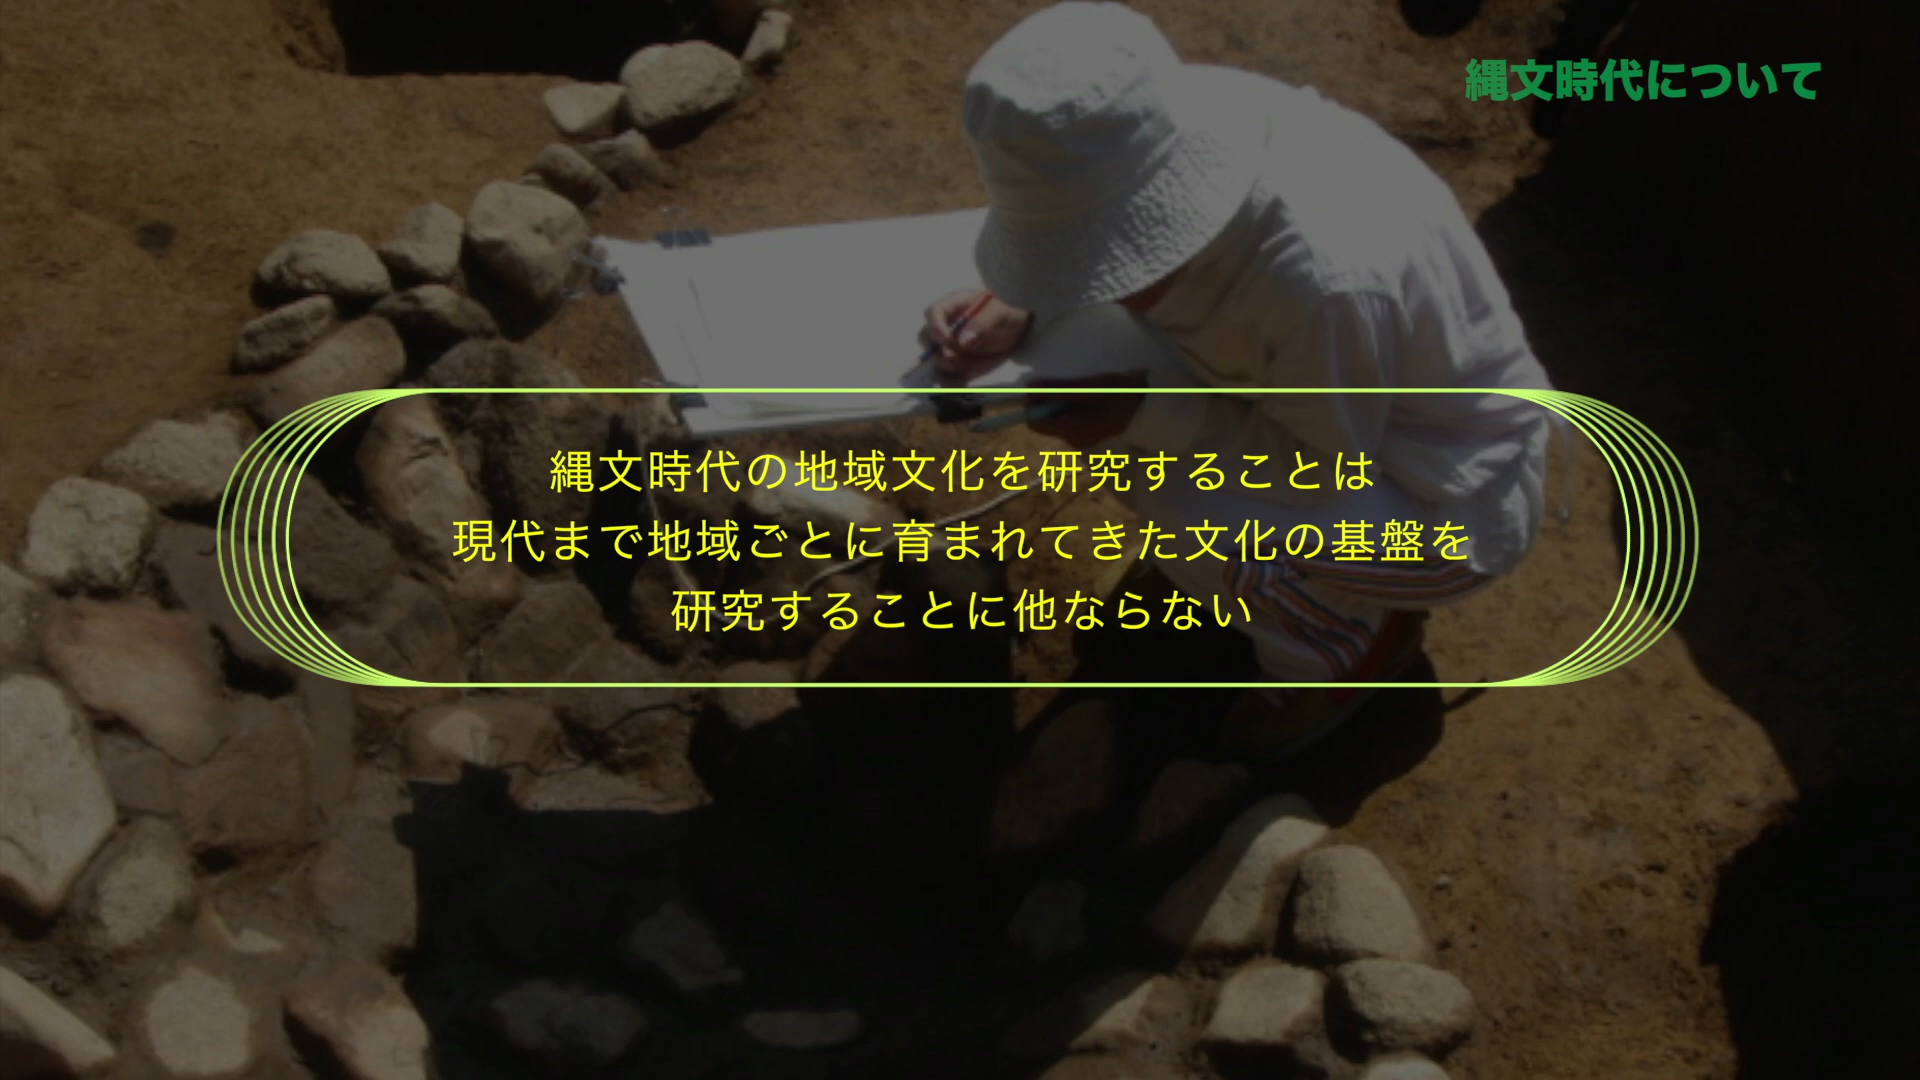 縄文時代について
縄文時代の地域文化を研究することは
現代まで地域ごとに育まれてきた文化の基盤を
研究することに他ならない